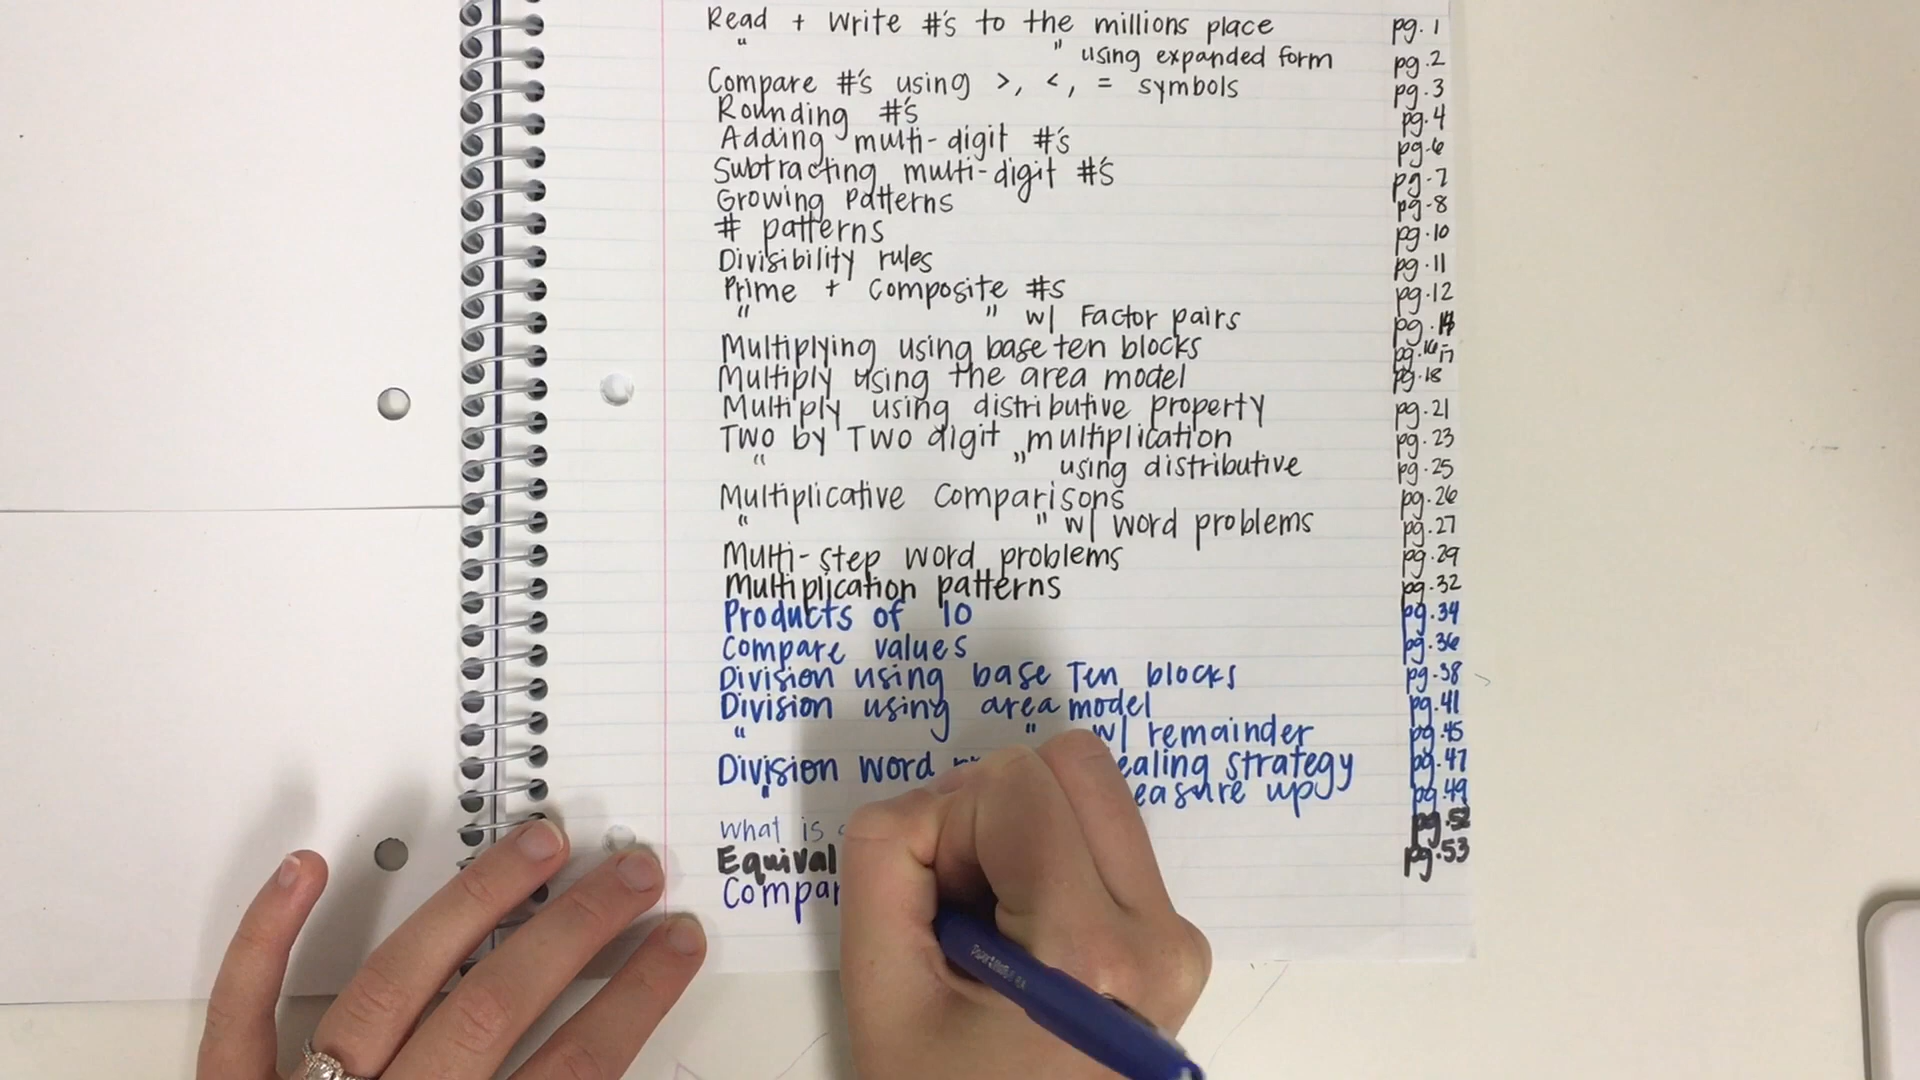 Read + Write #'s to the millions place pg. 1
" " using expanded form pg.2
Compare #'s using >, <, = symbols pg.3
Rounding #'s pg.4
Adding multi-digit #'s pg.6
Subtracting multi-digit #'s pg.7
Growing Patterns pg.8
# patterns pg.10
Divisibility rules pg.11
Prime + Composite #s pg.12
" " w/ Factor pairs pg.
Multiplying using base ten blocks pg.16-17
Multiply using the area model pg.18
Multiply using distributive property pg.21
Two by Two digit multiplication pg.23
" " using distributive pg.25
Multiplicative Comparisons pg.26
" " w/ word problems pg.27
Multi-step word problems pg.29
Multiplication patterns pg.32
Products of 10 pg.34
Compare values pg.36
Division using base Ten blocks pg.38
Division using area model pg.41
" " w/ remainder pg.45
Division word strategy pg.47
" up pg.49
What is pg.52
Equival pg.53
Compar